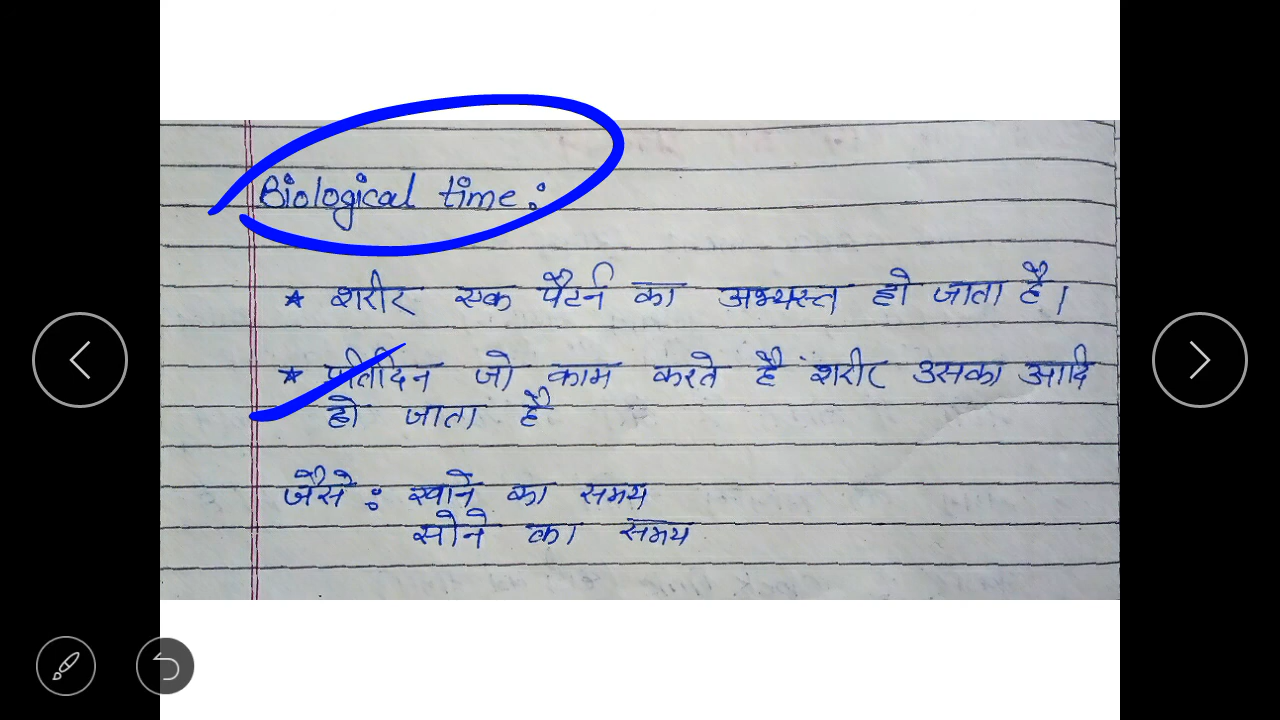 Biological time:
★ शरीर एक पैटर्न का अभ्यस्त हो जाता है।
★ प्रतिदिन जो काम करते हैं शरीर उसका आदि
हो जाता है
जैसे : खाने का समय
सोने का समय